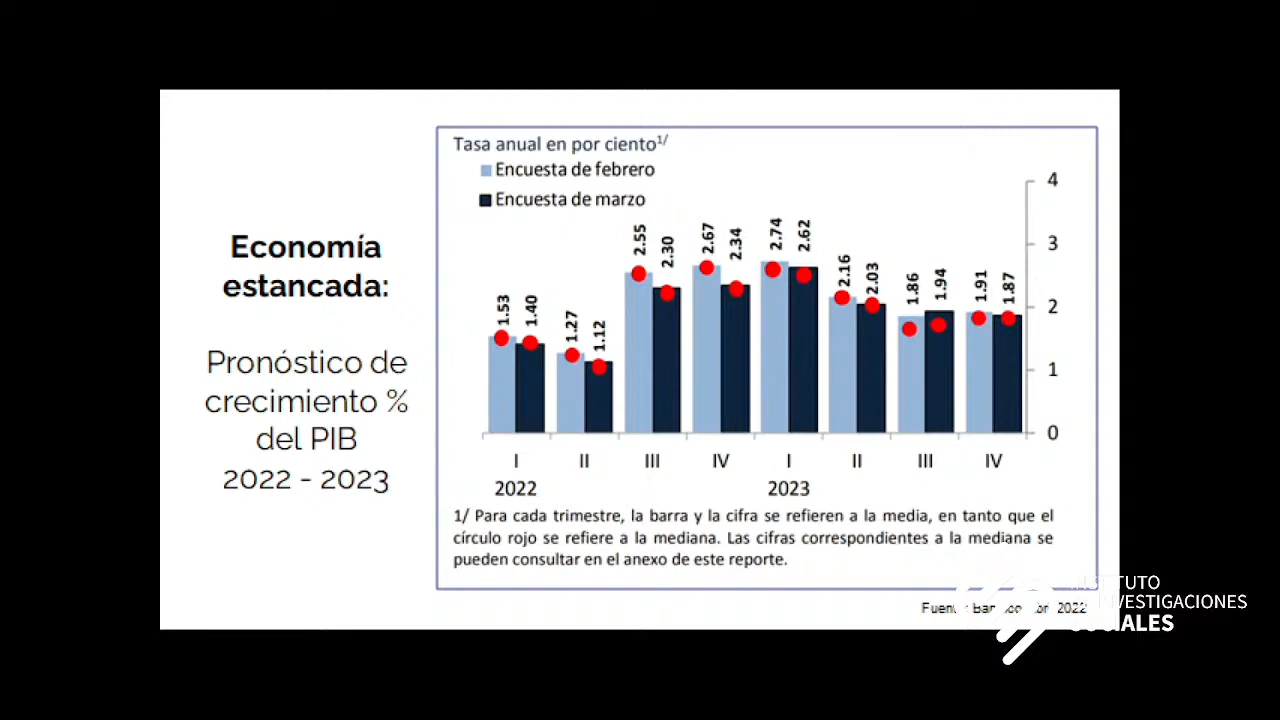 Economía
estancada:
Pronóstico de
crecimiento %
del PIB
2022 - 2023
Tasa anual en por ciento1/
Encuesta de febrero
Encuesta de marzo
4
3
2
1
0
1.53
1.40
1.27
1.12
2.55
2.30
2.67
2.34
2.74
2.62
2.16
2.03
1.86
1.94
1.91
1.87
I II III IV I II III IV
2022 2023
1/ Para cada trimestre, la barra y la cifra se refieren a la media, en tanto que el
círculo rojo se refiere a la mediana. Las cifras correspondientes a la mediana se
pueden consultar en el anexo de este reporte.
2022
INSTITUTO
INVESTIGACIONES
SOCIALES